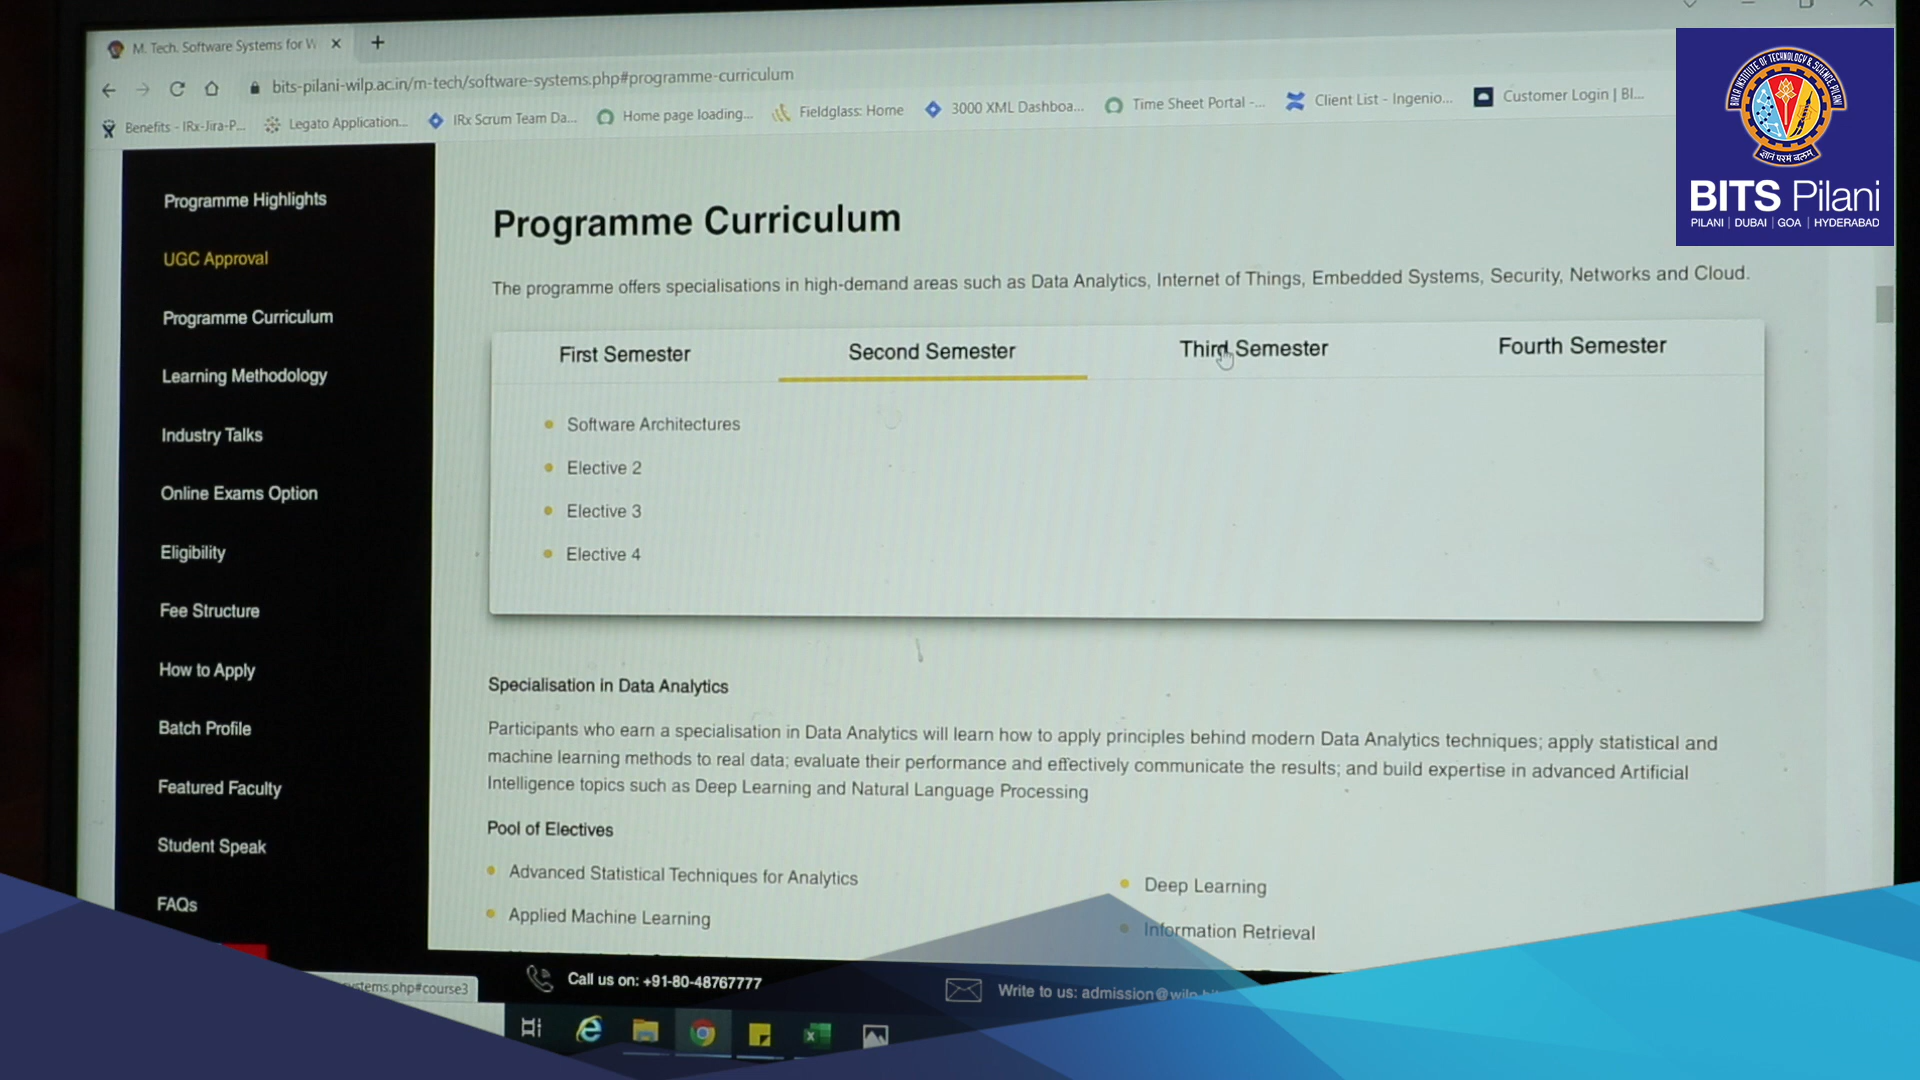 M. Tech. Software Systems for W
bits-pilani-wilp.ac.in/m-tech/software-systems.php#programme-curriculum
Benefits - IRx-Jira-P...
Legato Application...
IRx Scrum Team Da...
Home page loading...
Fieldglass: Home
3000 XML Dashboa...
Time Sheet Portal -...
Client List - Ingenio...
Customer Login | Bl...
BIRLA INSTITUTE OF TECHNOLOGY & SCIENCE PILANI
ज्ञानं परमं बलम्
BITS Pilani
PILANI | DUBAI | GOA | HYDERABAD
Programme Highlights
UGC Approval
Programme Curriculum
Learning Methodology
Industry Talks
Online Exams Option
Eligibility
Fee Structure
How to Apply
Batch Profile
Featured Faculty
Student Speak
FAQs
Programme Curriculum
The programme offers specialisations in high-demand areas such as Data Analytics, Internet of Things, Embedded Systems, Security, Networks and Cloud.
First Semester
Second Semester
Third Semester
Fourth Semester
Software Architectures
Elective 2
Elective 3
Elective 4
Specialisation in Data Analytics
Participants who earn a specialisation in Data Analytics will learn how to apply principles behind modern Data Analytics techniques; apply statistical and
machine learning methods to real data; evaluate their performance and effectively communicate the results; and build expertise in advanced Artificial
Intelligence topics such as Deep Learning and Natural Language Processing
Pool of Electives
Advanced Statistical Techniques for Analytics
Applied Machine Learning
Deep Learning
Information Retrieval
stems.php#course3
Call us on: +91-80-48767777
Write to us: admission@wilp.bi